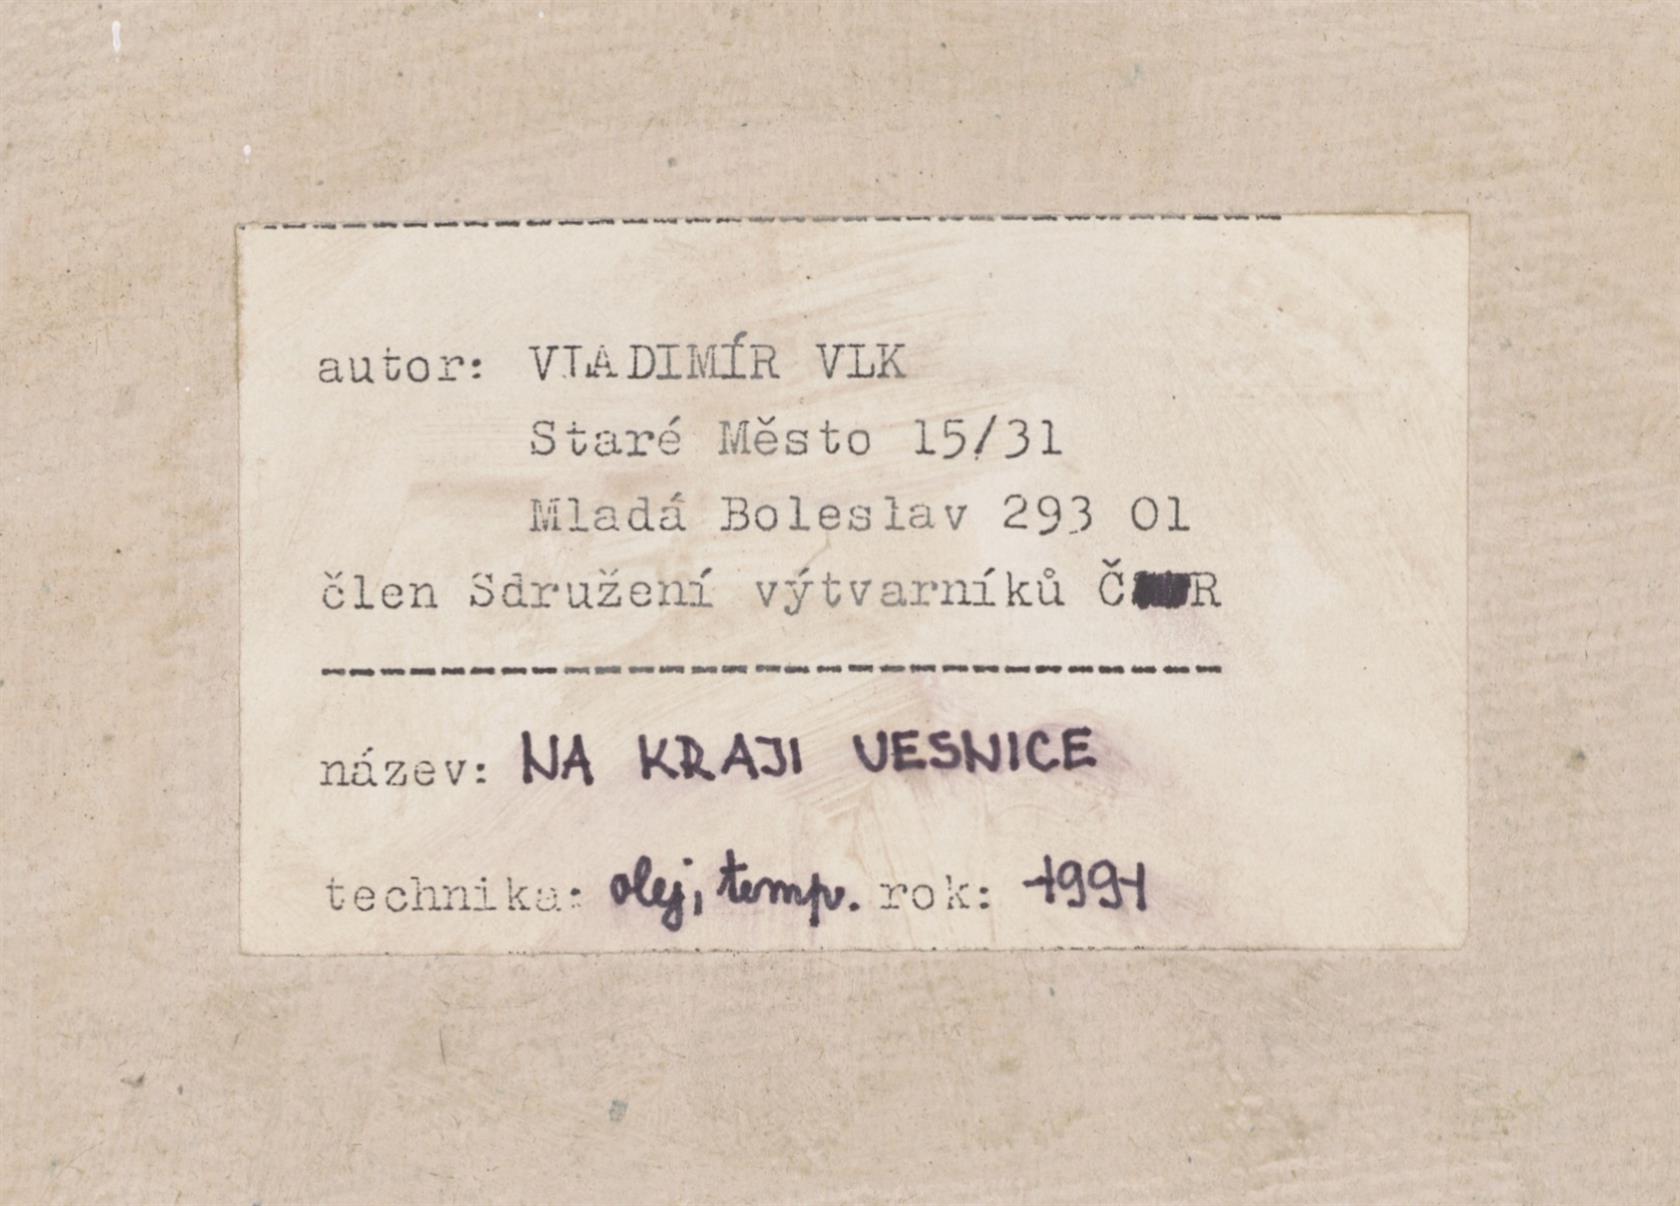 autor: VLADIMÍR VLK
Staré Město 15/31
Mladá Boleslav 293 01
člen Sdružení výtvarníků Č R
název: NA KRAJI VESNICE
technika: olej, temp. rok: 1991